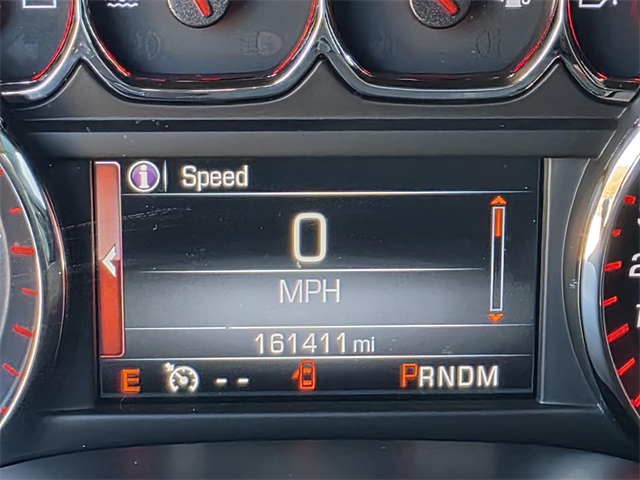 i Speed
0
MPH
161411 mi
E -- PRNDM